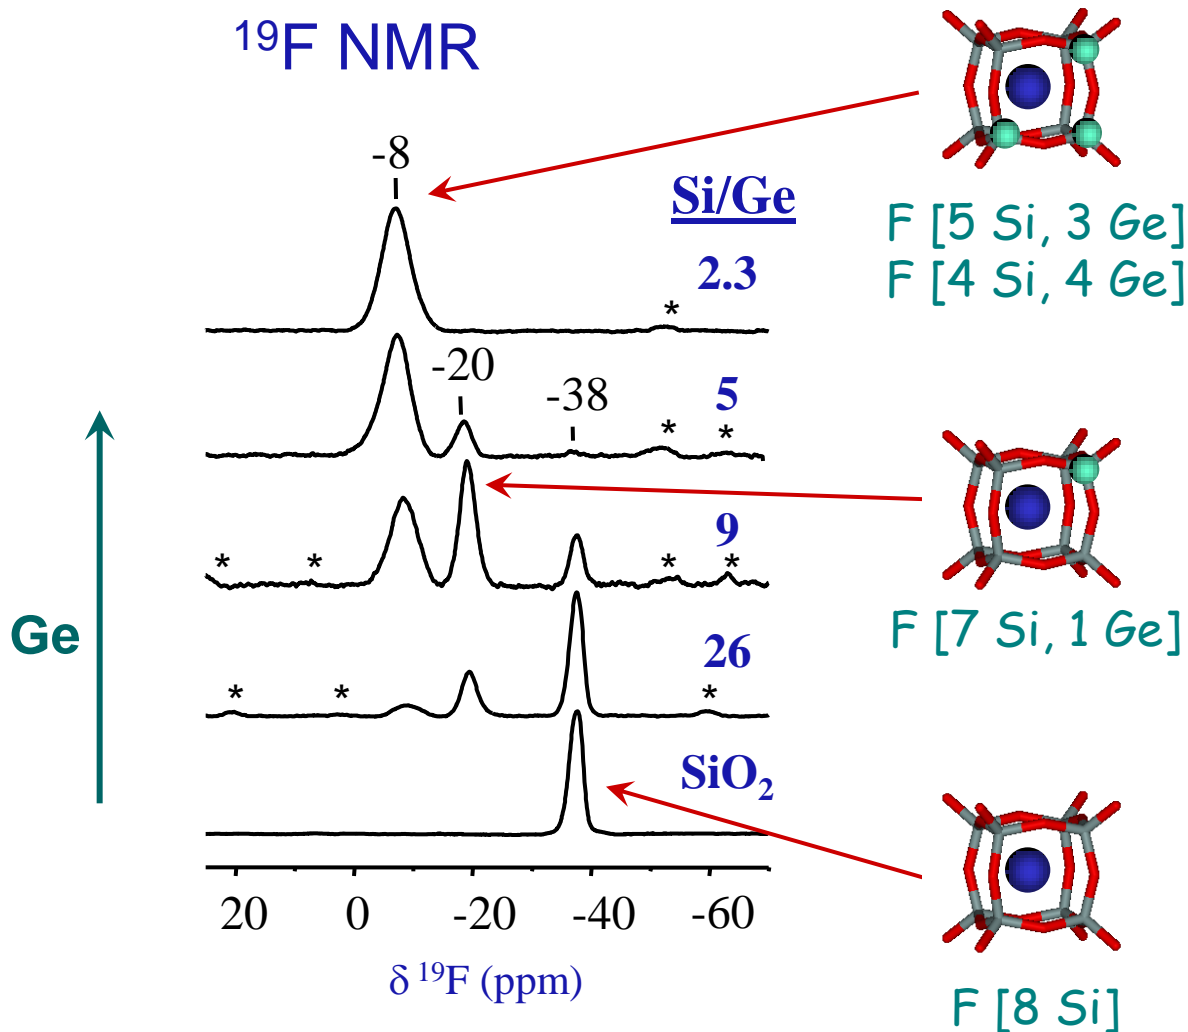 ¹⁹F NMR
-8
Si/Ge
F [5 Si, 3 Ge]
F [4 Si, 4 Ge]
2.3
*
-20
-38
5
* *
9
* * * *
F [7 Si, 1 Ge]
Ge
26
* * *
SiO₂
20 0 -20 -40 -60
δ ¹⁹F (ppm)
F [8 Si]